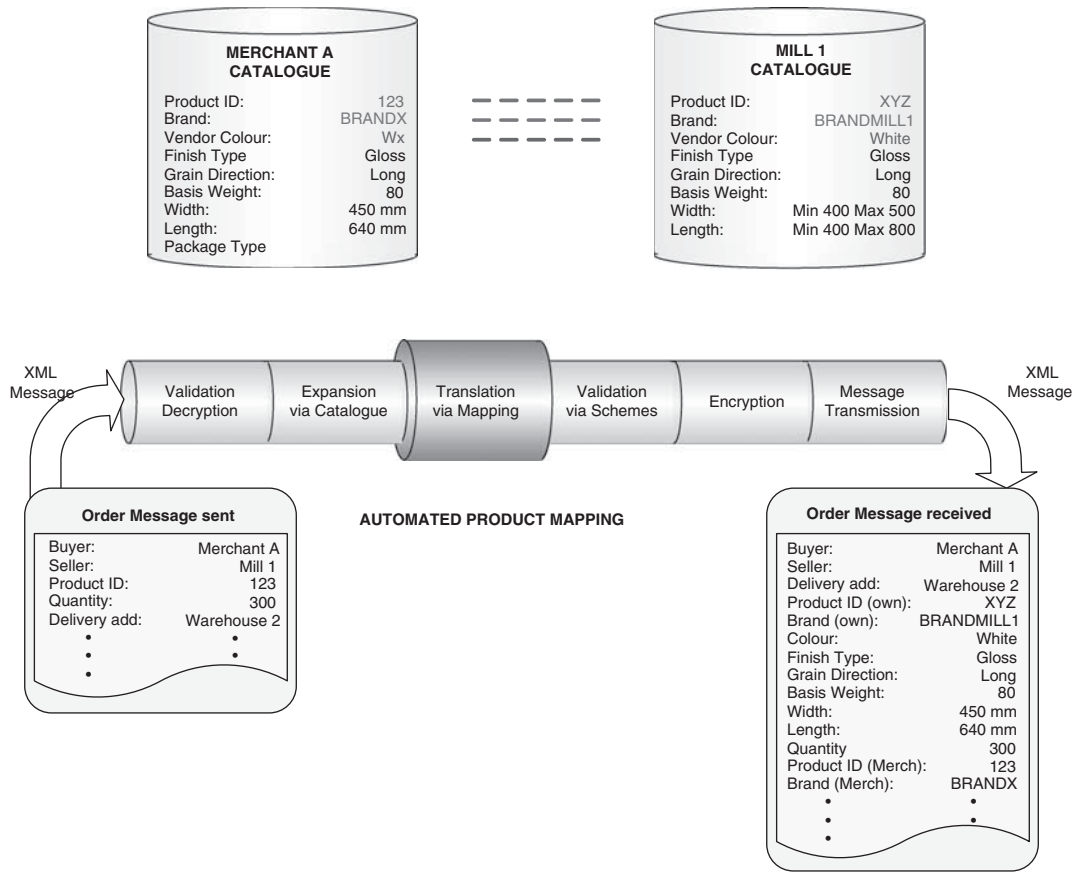 MERCHANT A
CATALOGUE
Product ID: 123
Brand: BRANDX
Vendor Colour: Wx
Finish Type Gloss
Grain Direction: Long
Basis Weight: 80
Width: 450 mm
Length: 640 mm
Package Type
MILL 1
CATALOGUE
Product ID: XYZ
Brand: BRANDMILL1
Vendor Colour: White
Finish Type Gloss
Grain Direction: Long
Basis Weight: 80
Width: Min 400 Max 500
Length: Min 400 Max 800
XML
Message
Validation
Decryption
Expansion
via Catalogue
Translation
via Mapping
Validation
via Schemes
Encryption
Message
Transmission
XML
Message
Order Message sent
Buyer: Merchant A
Seller: Mill 1
Product ID: 123
Quantity: 300
Delivery add: Warehouse 2
AUTOMATED PRODUCT MAPPING
Order Message received
Buyer: Merchant A
Seller: Mill 1
Delivery add: Warehouse 2
Product ID (own): XYZ
Brand (own): BRANDMILL1
Colour: White
Finish Type: Gloss
Grain Direction: Long
Basis Weight: 80
Width: 450 mm
Length: 640 mm
Quantity 300
Product ID (Merch): 123
Brand (Merch): BRANDX